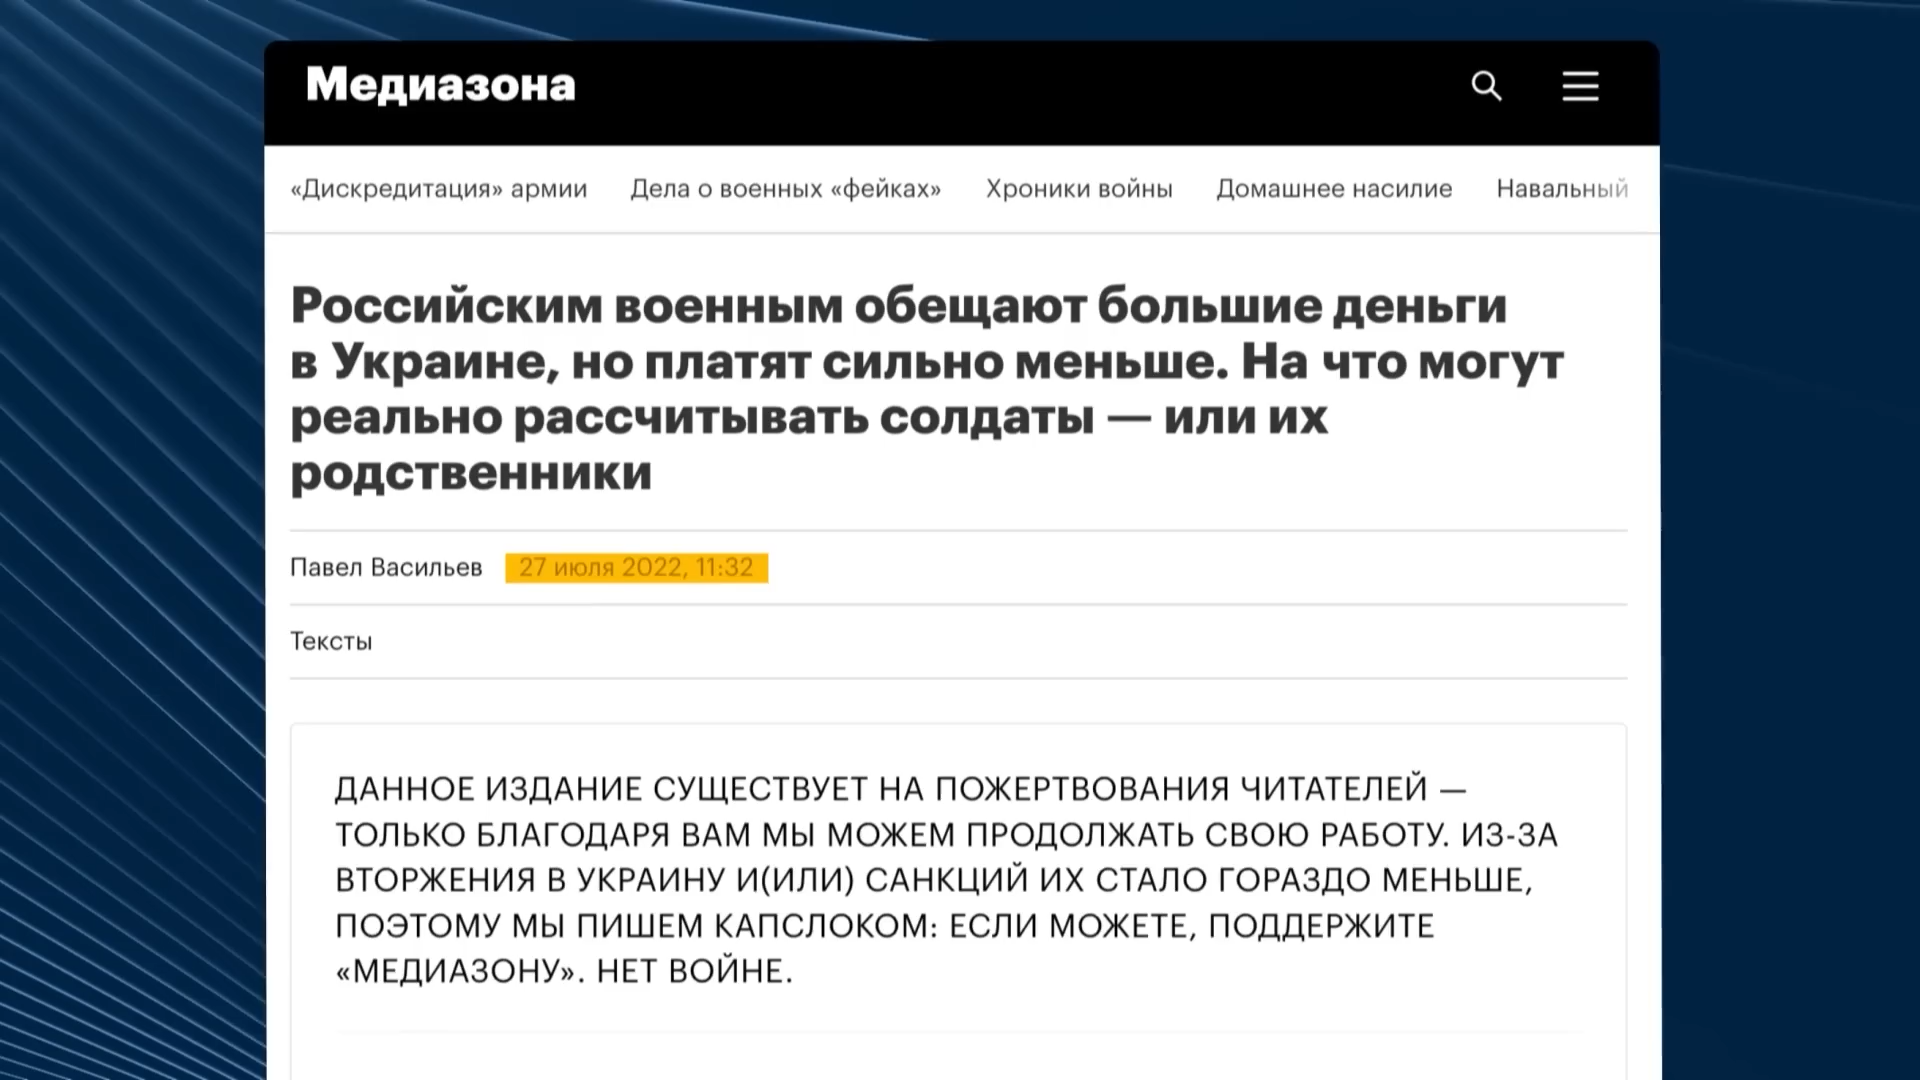 Медиазона
«Дискредитация» армии Дела о военных «фейках» Хроники войны Домашнее насилие Навальный
Российским военным обещают большие деньги
в Украине, но платят сильно меньше. На что могут
реально рассчитывать солдаты — или их
родственники
Павел Васильев 27 июля 2022, 11:32
Тексты
ДАННОЕ ИЗДАНИЕ СУЩЕСТВУЕТ НА ПОЖЕРТВОВАНИЯ ЧИТАТЕЛЕЙ —
ТОЛЬКО БЛАГОДАРЯ ВАМ МЫ МОЖЕМ ПРОДОЛЖАТЬ СВОЮ РАБОТУ. ИЗ-ЗА
ВТОРЖЕНИЯ В УКРАИНУ И(ИЛИ) САНКЦИЙ ИХ СТАЛО ГОРАЗДО МЕНЬШЕ,
ПОЭТОМУ МЫ ПИШЕМ КАПСЛОКОМ: ЕСЛИ МОЖЕТЕ, ПОДДЕРЖИТЕ
«МЕДИАЗОНУ». НЕТ ВОЙНЕ.